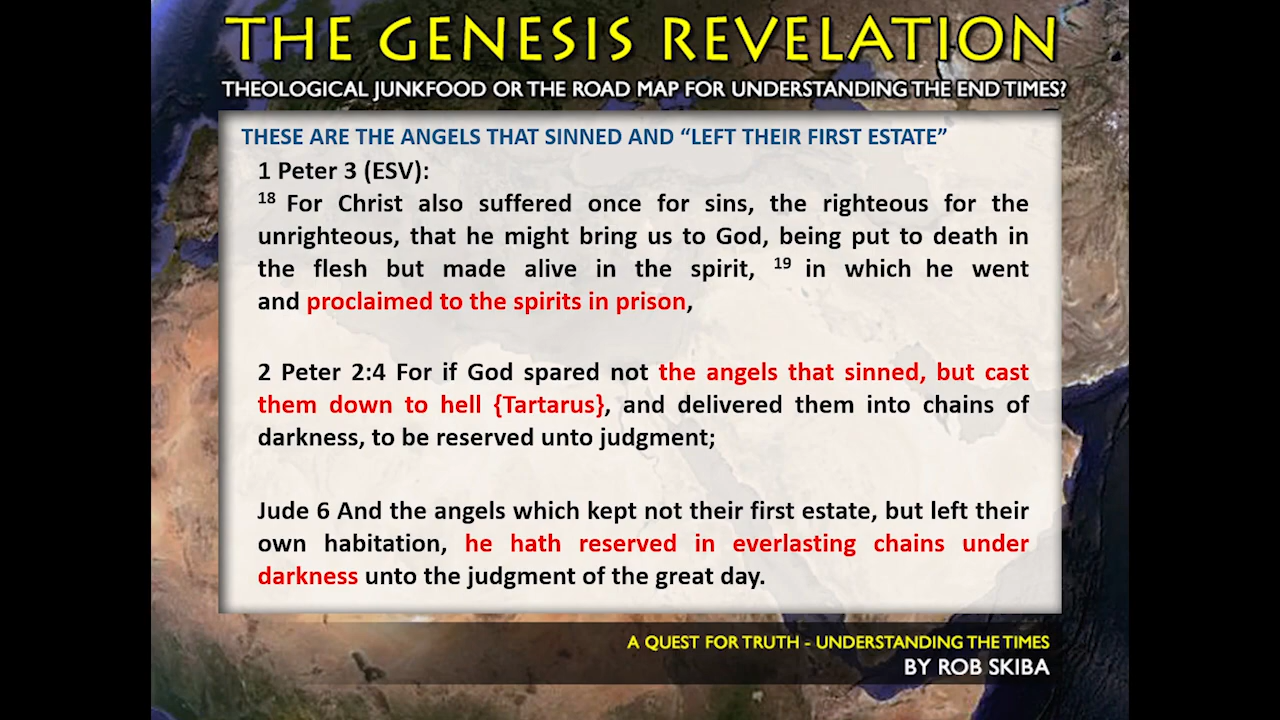 THE GENESIS REVELATION
THEOLOGICAL JUNKFOOD OR THE ROAD MAP FOR UNDERSTANDING THE END TIMES?
THESE ARE THE ANGELS THAT SINNED AND “LEFT THEIR FIRST ESTATE”
1 Peter 3 (ESV):
18 For Christ also suffered once for sins, the righteous for the
unrighteous, that he might bring us to God, being put to death in
the flesh but made alive in the spirit, 19 in which he went
and proclaimed to the spirits in prison,
2 Peter 2:4 For if God spared not the angels that sinned, but cast
them down to hell {Tartarus}, and delivered them into chains of
darkness, to be reserved unto judgment;
Jude 6 And the angels which kept not their first estate, but left their
own habitation, he hath reserved in everlasting chains under
darkness unto the judgment of the great day.
A QUEST FOR TRUTH - UNDERSTANDING THE TIMES
BY ROB SKIBA